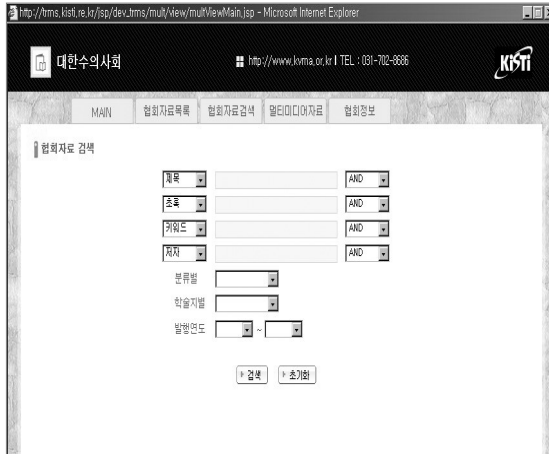 http://trms.kisti.re.kr/jsp/dev_trms/mult/view/multViewMain.jsp - Microsoft Internet Explorer
대한수의사회 http://www.kvma.or.kr I TEL : 031-702-8686 KiSTi
MAIN 협회자료목록 협회자료검색 멀티미디어자료 협회정보
협회자료 검색
제목 AND
초록 AND
키워드 AND
저자 AND
분류별
학술지별
발행연도 ~
검색 초기화